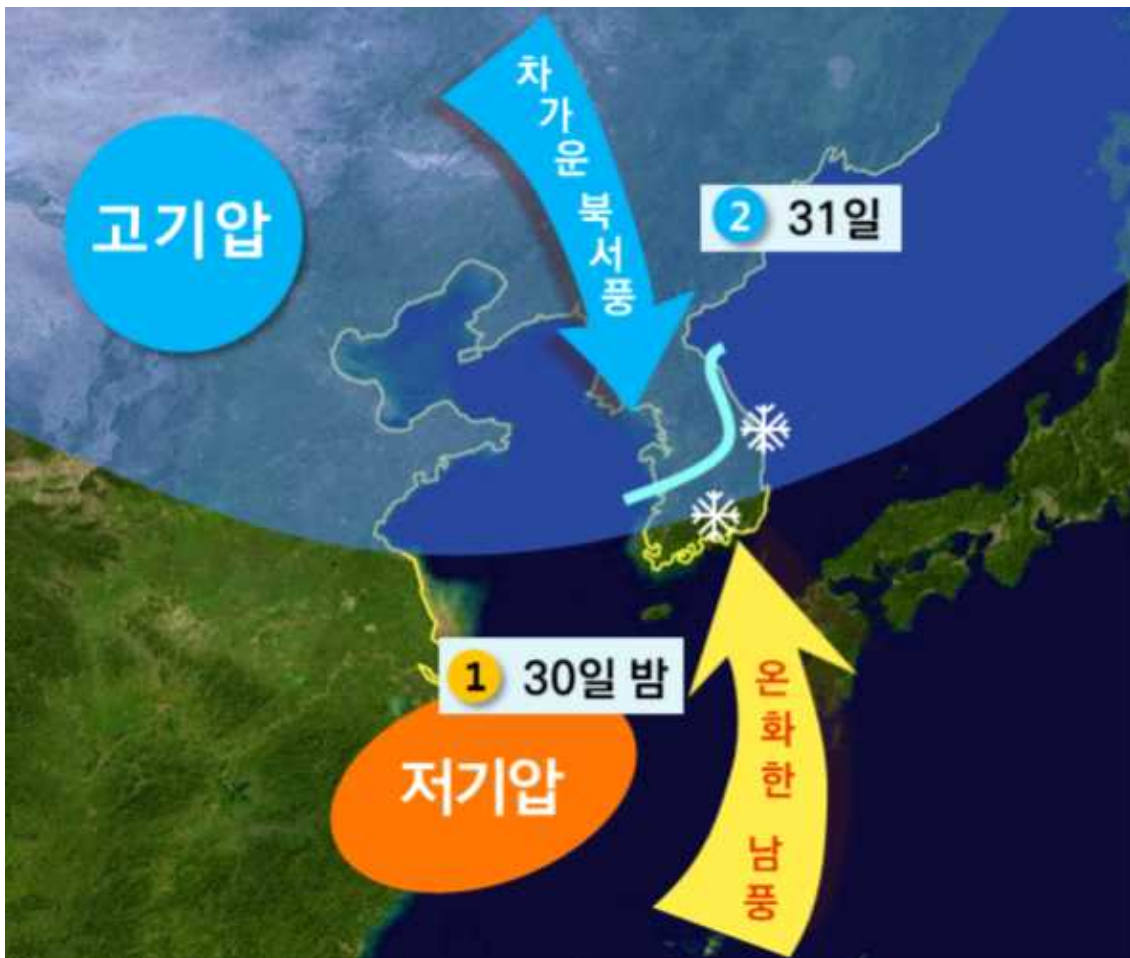 차가운 북서풍
고기압
2 31일
1 30일 밤
저기압
온화한 남풍